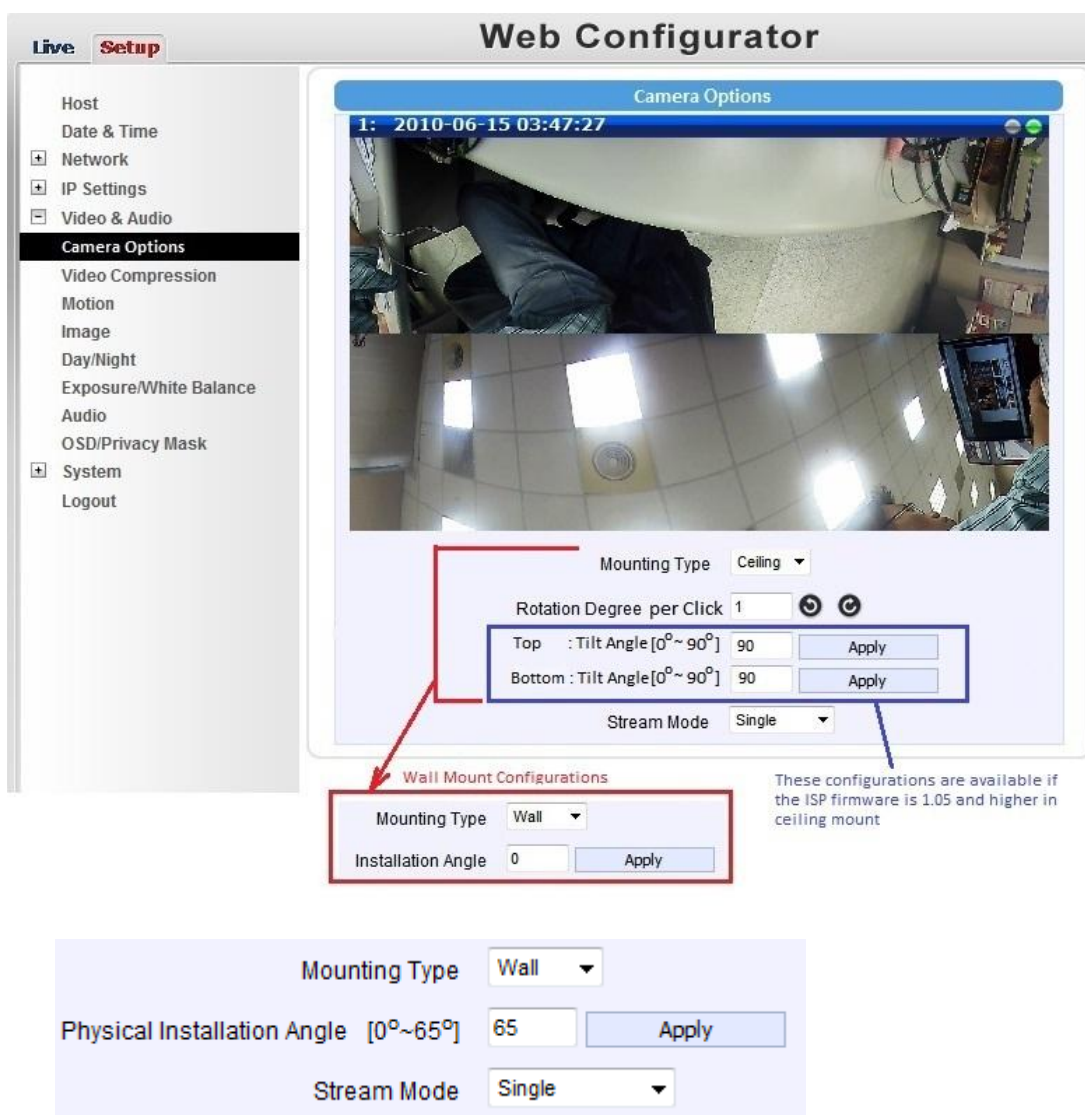 Web Configurator
Live Setup
Host
Date & Time
Network
IP Settings
Video & Audio
Camera Options
Video Compression
Motion
Image
Day/Night
Exposure/White Balance
Audio
OSD/Privacy Mask
System
Logout
Camera Options
1: 2010-06-15 03:47:27
Mounting Type Ceiling
Rotation Degree per Click 1
Top : Tilt Angle[0°~ 90°] 90 Apply
Bottom : Tilt Angle[0°~ 90°] 90 Apply
Stream Mode Single
Wall Mount Configurations
Mounting Type Wall
Installation Angle 0 Apply
These configurations are available if
the ISP firmware is 1.05 and higher in
ceiling mount
Mounting Type Wall
Physical Installation Angle [0°~65°] 65 Apply
Stream Mode Single